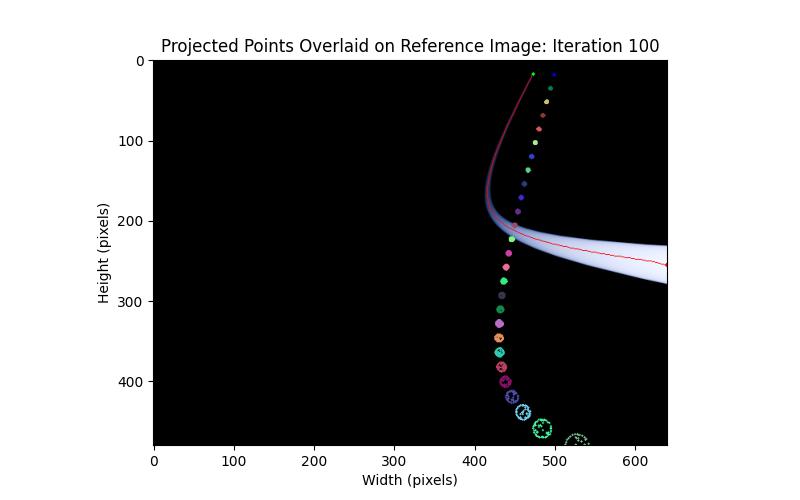 Projected Points Overlaid on Reference Image: Iteration 100
0
100
200
300
400
Height (pixels)
0 100 200 300 400 500 600
Width (pixels)